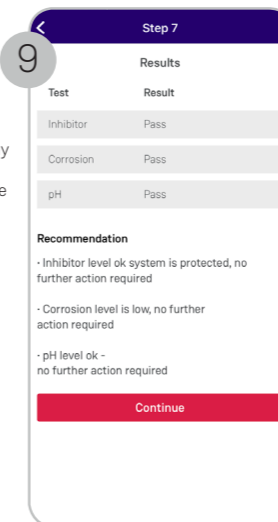 Step 7
9
Results
Test Result
Inhibitor Pass
Corrosion Pass
pH Pass
y
e
Recommendation
· Inhibitor level ok system is protected, no
further action required
· Corrosion level is low, no further
action required
· pH level ok -
no further action required
Continue